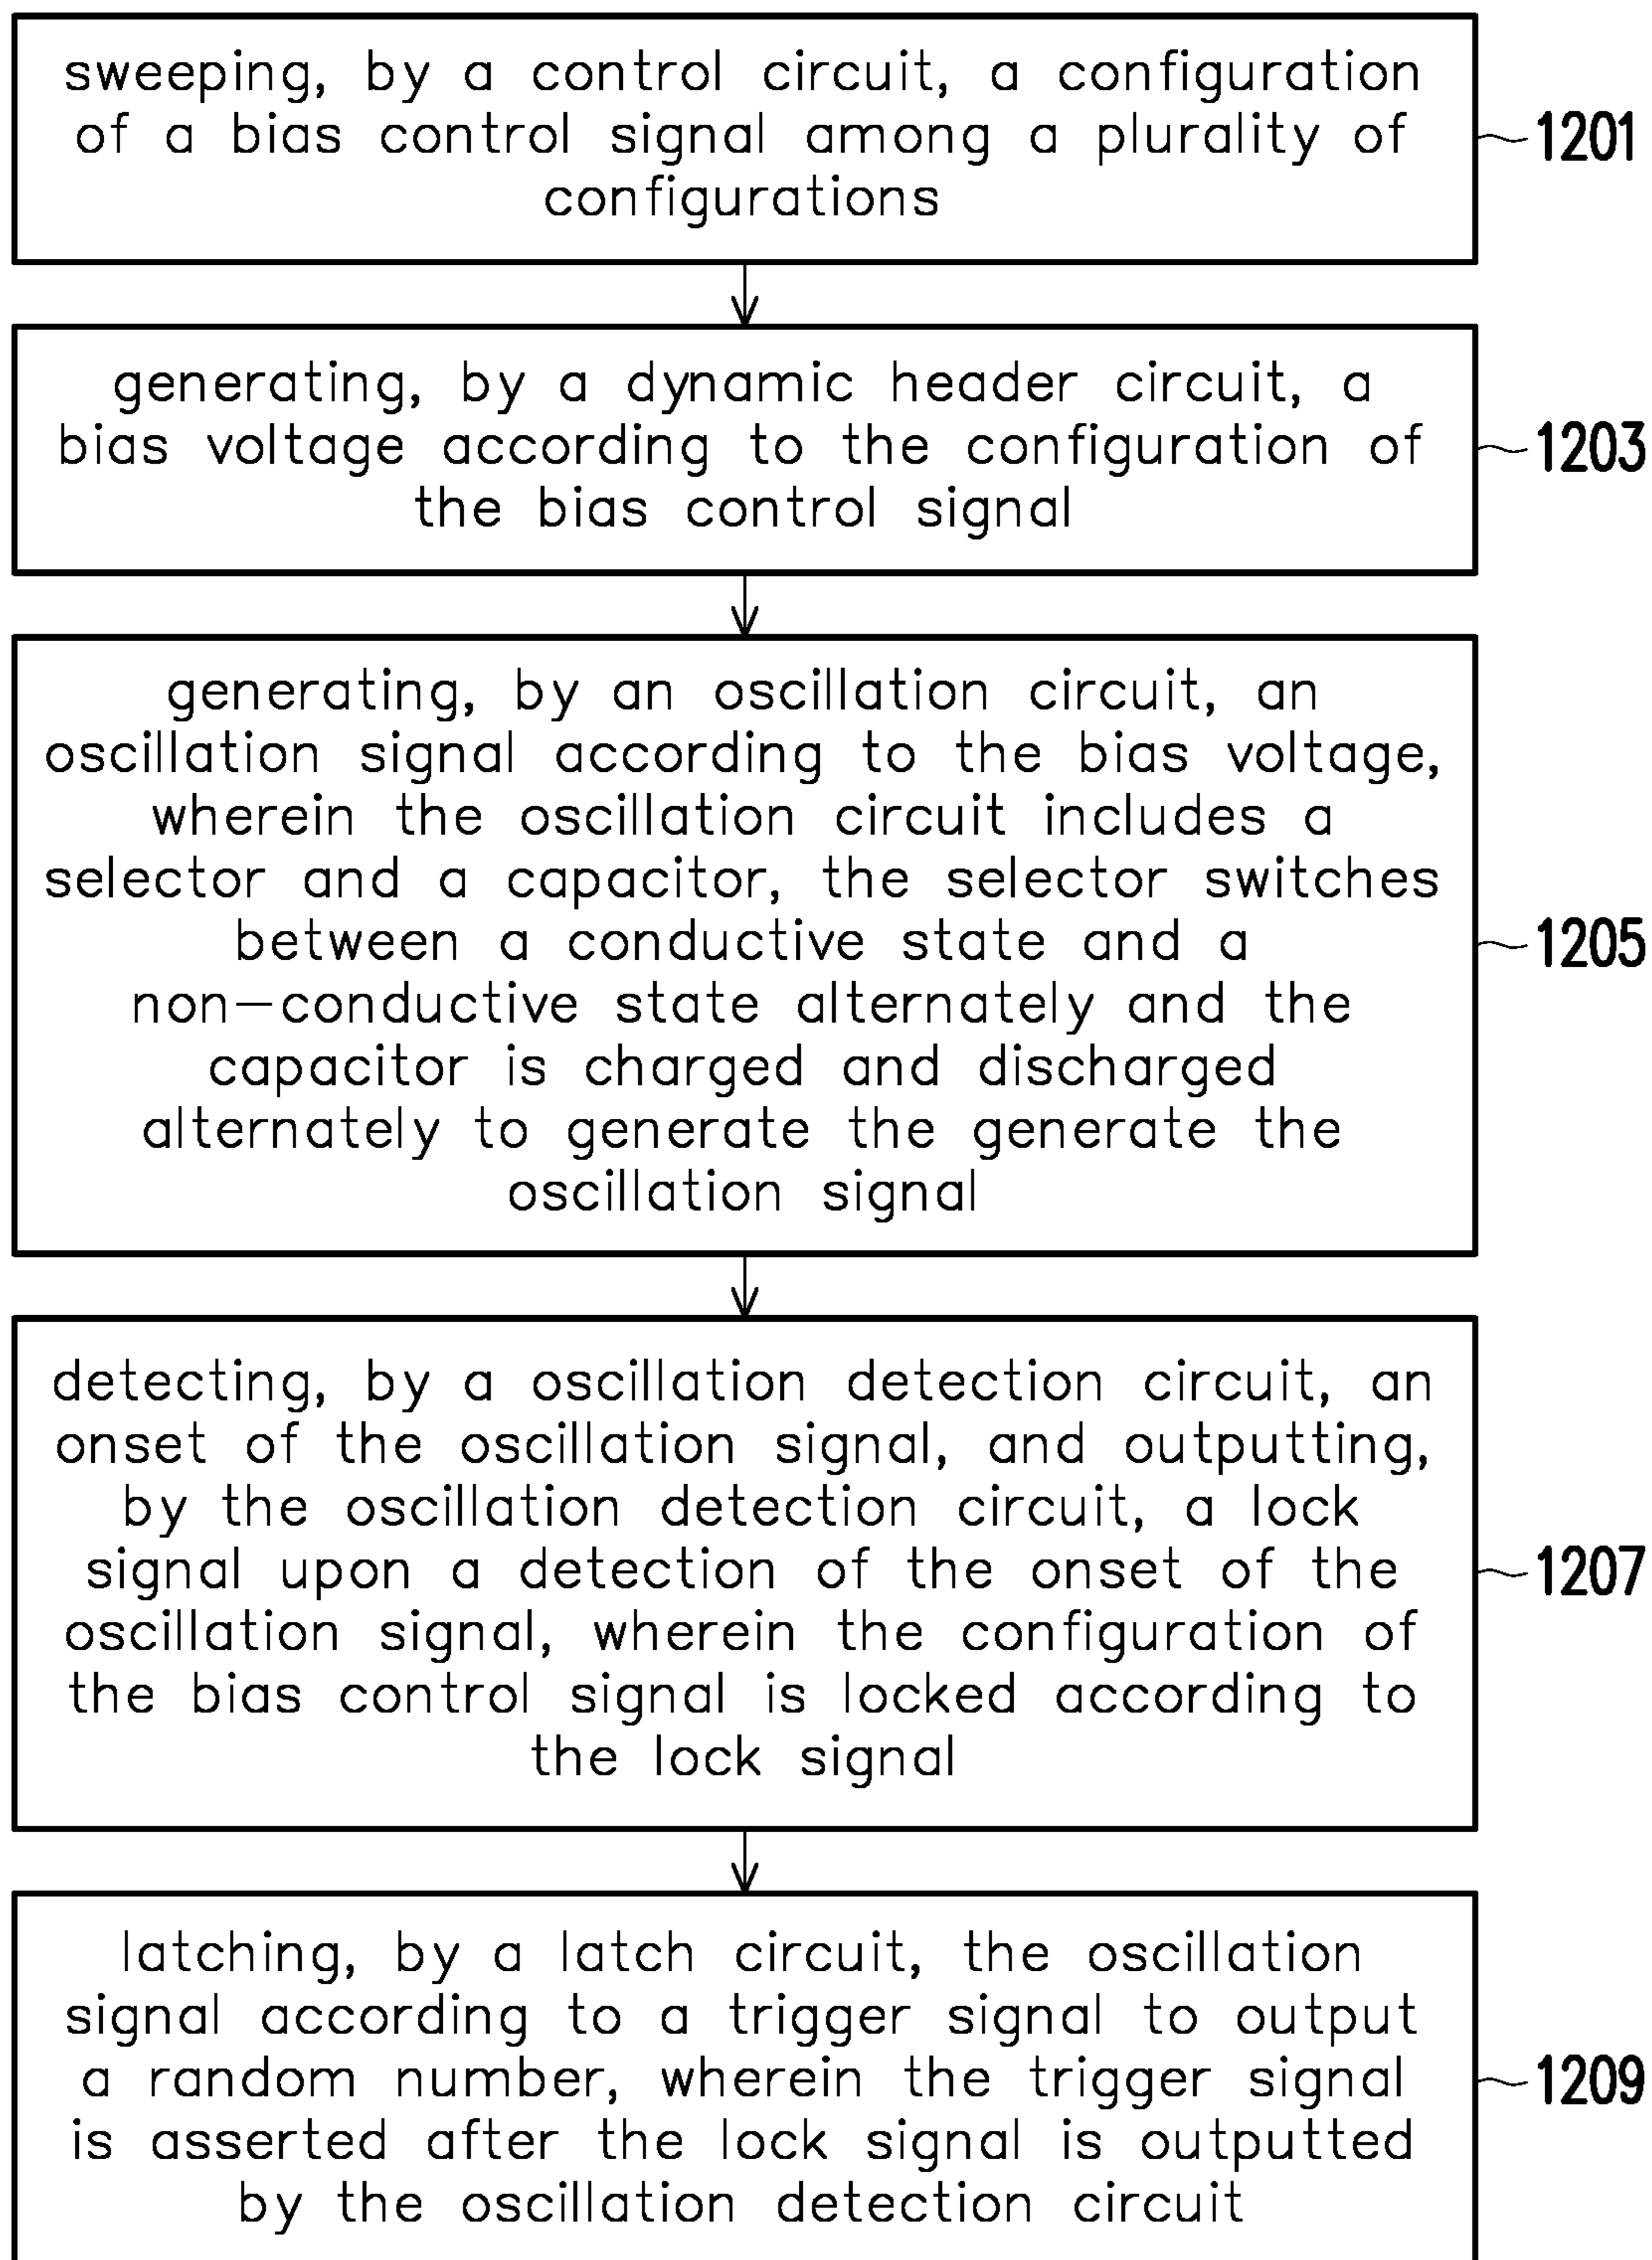 sweeping, by a control circuit, a configuration
of a bias control signal among a plurality of
configurations
1201
generating, by a dynamic header circuit, a
bias voltage according to the configuration of
the bias control signal
1203
generating, by an oscillation circuit, an
oscillation signal according to the bias voltage,
wherein the oscillation circuit includes a
selector and a capacitor, the selector switches
between a conductive state and a
non-conductive state alternately and the
capacitor is charged and discharged
alternately to generate the generate the
oscillation signal
1205
detecting, by a oscillation detection circuit, an
onset of the oscillation signal, and outputting,
by the oscillation detection circuit, a lock
signal upon a detection of the onset of the
oscillation signal, wherein the configuration of
the bias control signal is locked according to
the lock signal
1207
latching, by a latch circuit, the oscillation
signal according to a trigger signal to output
a random number, wherein the trigger signal
is asserted after the lock signal is outputted
by the oscillation detection circuit
1209